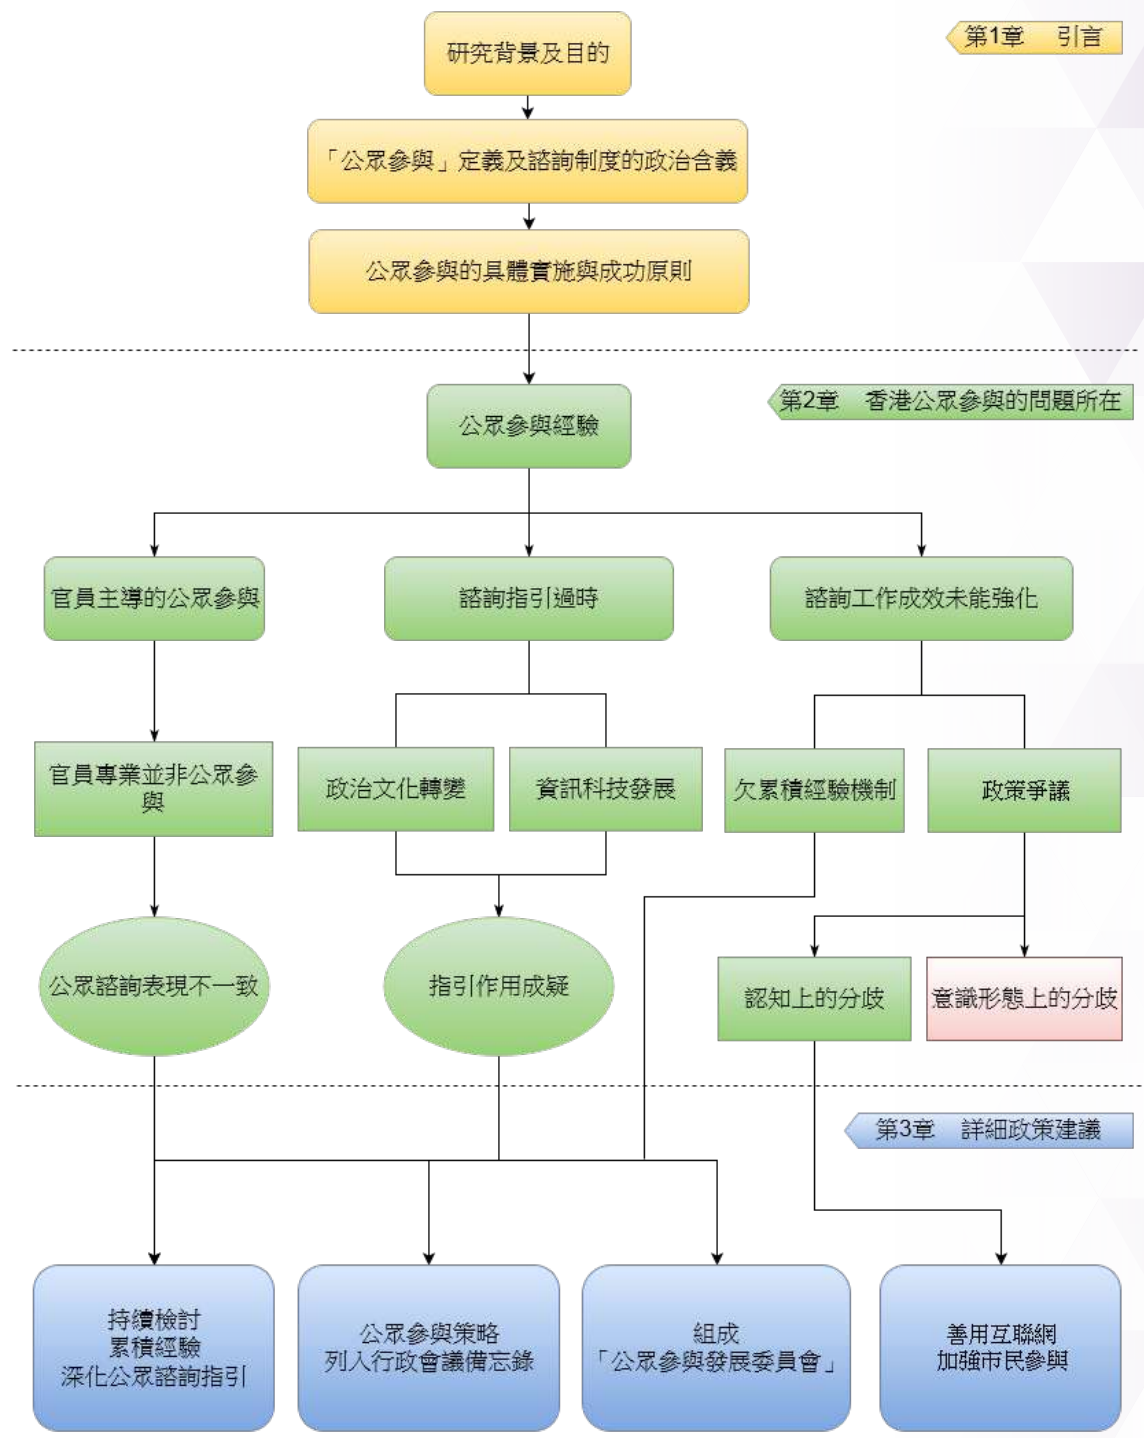 研究背景及目的
第1章 引言
「公眾參與」定義及諮詢制度的政治含義
公眾參與的具體實施與成功原則
第2章 香港公眾參與的問題所在
公眾參與經驗
官員主導的公眾參與
諮詢指引過時
諮詢工作成效未能強化
官員專業並非公眾參
與
政治文化轉變
資訊科技發展
欠累積經驗機制
政策爭議
公眾諮詢表現不一致
指引作用成疑
認知上的分歧
意識形態上的分歧
第3章 詳細政策建議
持續檢討
累積經驗
深化公眾諮詢指引
公眾參與策略
列入行政會議備忘錄
組成
「公眾參與發展委員會」
善用互聯網
加強市民參與